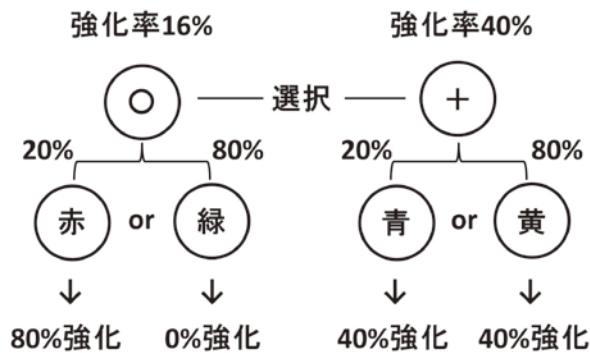 強化率16% 強化率40%
○ 選択 +
20% 80% 20% 80%
赤 or 緑 青 or 黄
↓ ↓ ↓ ↓
80%強化 0%強化 40%強化 40%強化